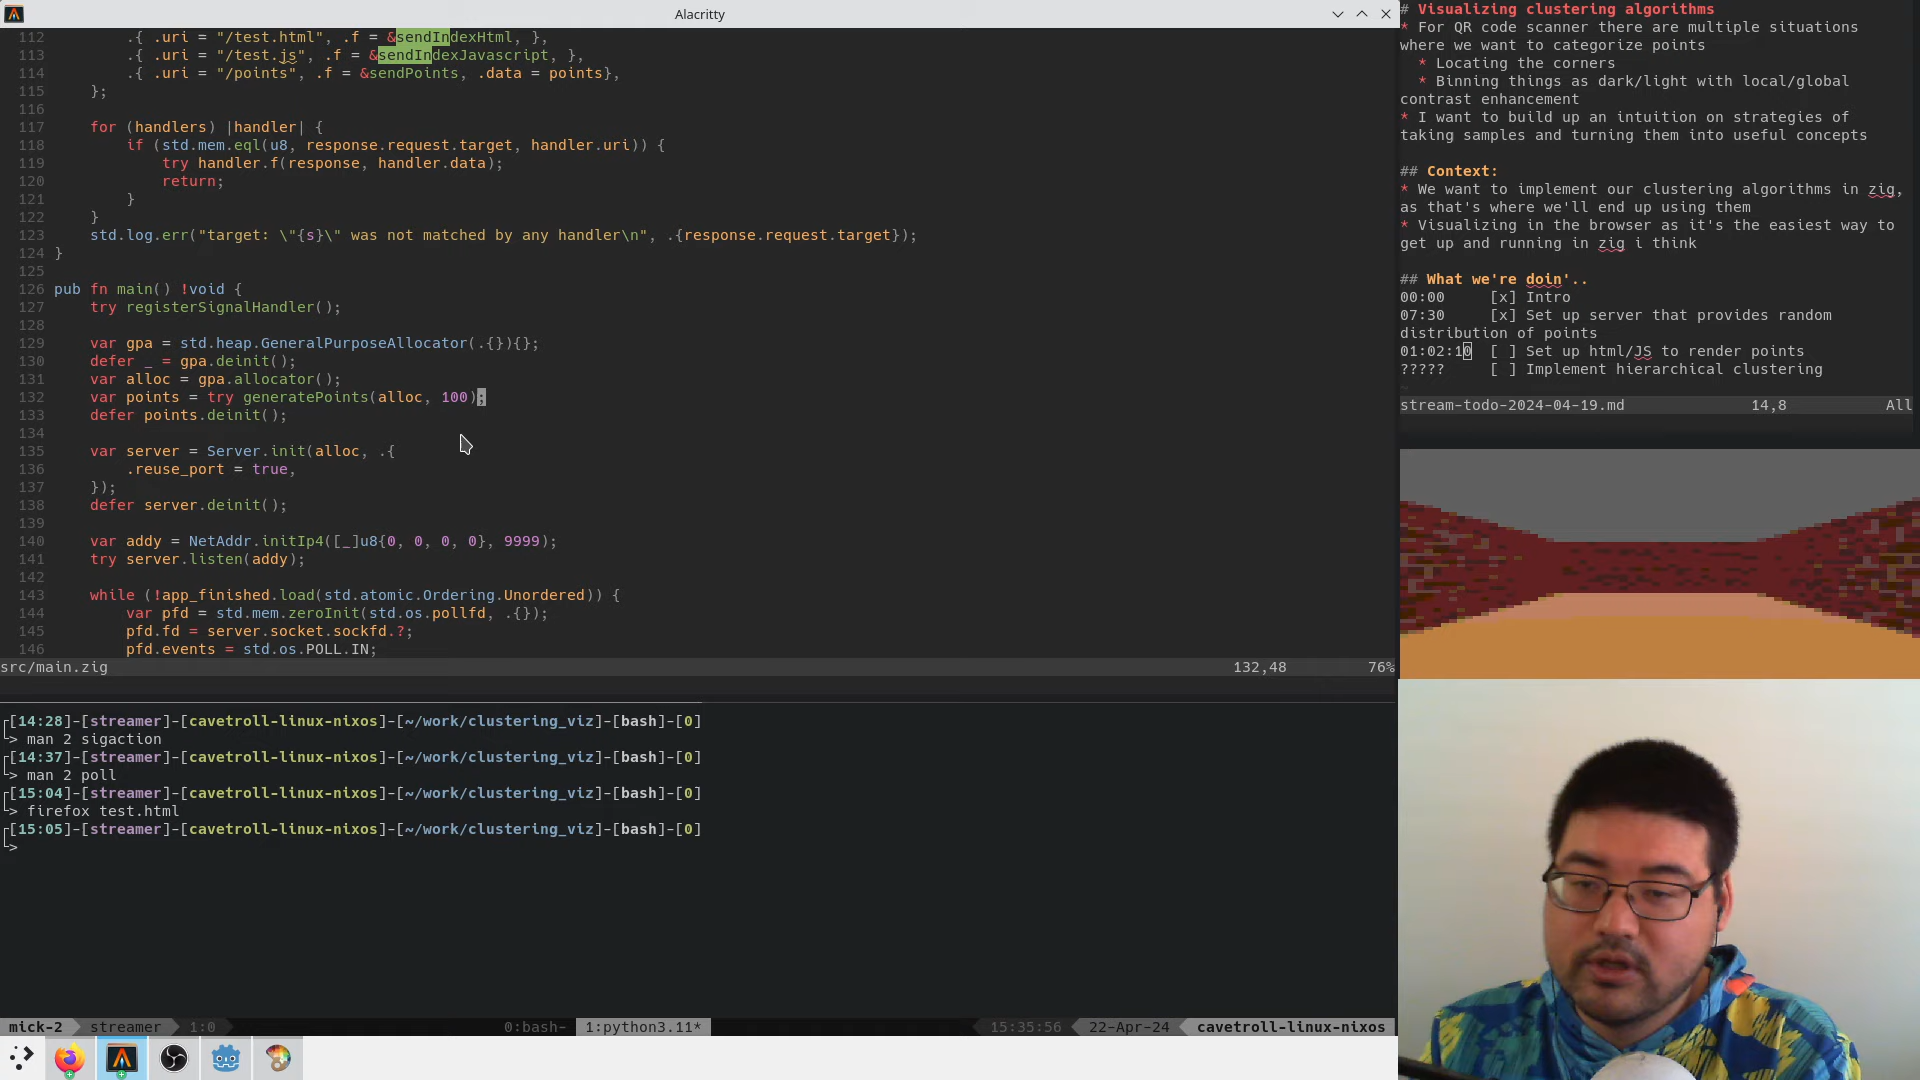 Alacritty
112         .{ .uri = "/test.html", .f = &sendIndexHtml, },
113         .{ .uri = "/test.js", .f = &sendIndexJavascript, },
114         .{ .uri = "/points", .f = &sendPoints, .data = points},
115     };
116
117     for (handlers) |handler| {
118         if (std.mem.eql(u8, response.request.target, handler.uri)) {
119             try handler.f(response, handler.data);
120             return;
121         }
122     }
123     std.log.err("target: \"{s}\" was not matched by any handler\n", .{response.request.target});
124 }
125
126 pub fn main() !void {
127     try registerSignalHandler();
128
129     var gpa = std.heap.GeneralPurposeAllocator(.{}){};
130     defer _ = gpa.deinit();
131     var alloc = gpa.allocator();
132     var points = try generatePoints(alloc, 100);
133     defer points.deinit();
134
135     var server = Server.init(alloc, .{
136         .reuse_port = true,
137     });
138     defer server.deinit();
139
140     var addy = NetAddr.initIp4([_]u8{0, 0, 0, 0}, 9999);
141     try server.listen(addy);
142
143     while (!app_finished.load(std.atomic.Ordering.Unordered)) {
144         var pfd = std.mem.zeroInit(std.os.pollfd, .{});
145         pfd.fd = server.socket.sockfd.?;
146         pfd.events = std.os.POLL.IN;
src/main.zig 132,48 76%
[14:28]-[streamer]-[cavetroll-linux-nixos]-[~/work/clustering_viz]-[bash]-[0]
> man 2 sigaction
[14:37]-[streamer]-[cavetroll-linux-nixos]-[~/work/clustering_viz]-[bash]-[0]
> man 2 poll
[15:04]-[streamer]-[cavetroll-linux-nixos]-[~/work/clustering_viz]-[bash]-[0]
> firefox test.html
[15:05]-[streamer]-[cavetroll-linux-nixos]-[~/work/clustering_viz]-[bash]-[0]
>
mick-2 streamer 1:0 0:bash- 1:python3.11* 15:35:56 22-Apr-24 cavetroll-linux-nixos
# Visualizing clustering algorithms
* For QR code scanner there are multiple situations
where we want to categorize points
* Locating the corners
* Binning things as dark/light with local/global
contrast enhancement
* I want to build up an intuition on strategies of
taking samples and turning them into useful concepts
## Context:
* We want to implement our clustering algorithms in zig,
as that's where we'll end up using them
* Visualizing in the browser as it's the easiest way to
get up and running in zig i think
## What we're doin'..
00:00 [x] Intro
07:30 [x] Set up server that provides random
distribution of points
01:02:10 [ ] Set up html/JS to render points
????? [ ] Implement hierarchical clustering
~
stream-todo-2024-04-19.md 14,8 All